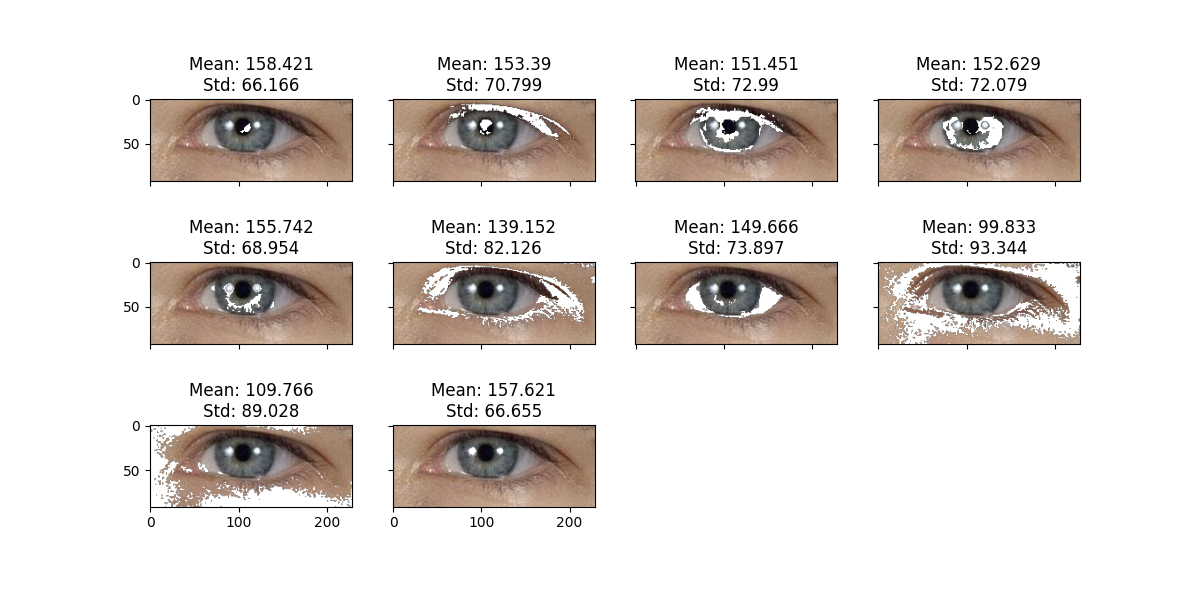 Mean: 158.421
Std: 66.166
Mean: 153.39
Std: 70.799
Mean: 151.451
Std: 72.99
Mean: 152.629
Std: 72.079
0
50
Mean: 155.742
Std: 68.954
Mean: 139.152
Std: 82.126
Mean: 149.666
Std: 73.897
Mean: 99.833
Std: 93.344
0
50
Mean: 109.766
Std: 89.028
Mean: 157.621
Std: 66.655
0
50
0 100 200
0 100 200